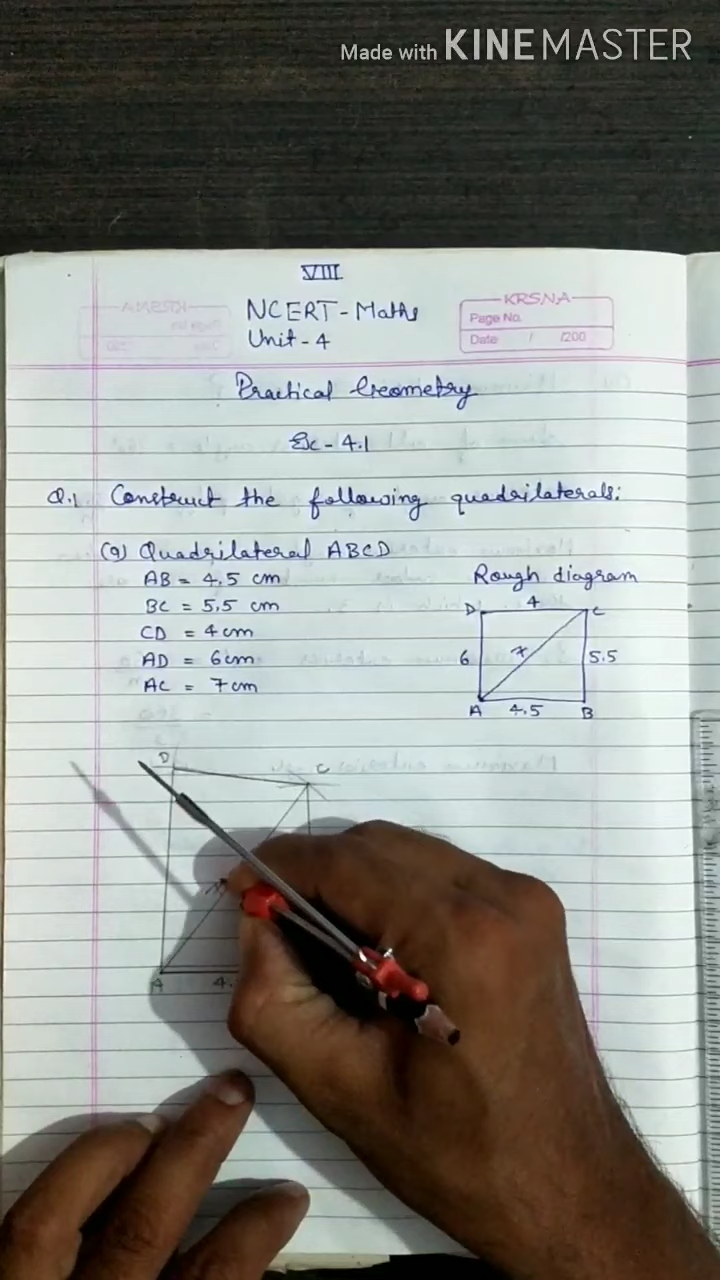 Made with KINEMASTER
VIII
NCERT - Maths
KRSNA
Page No.
Unit - 4
Date / /200
Practical Geometry
Ex - 4.1
Q.1 Construct the following quadrilaterals:
(a) Quadrilateral ABCD
AB = 4.5 cm
BC = 5.5 cm
CD = 4 cm
AD = 6 cm
AC = 7 cm
Rough diagram
D 4 C
6 7 5.5
A 4.5 B
D C
A 4.